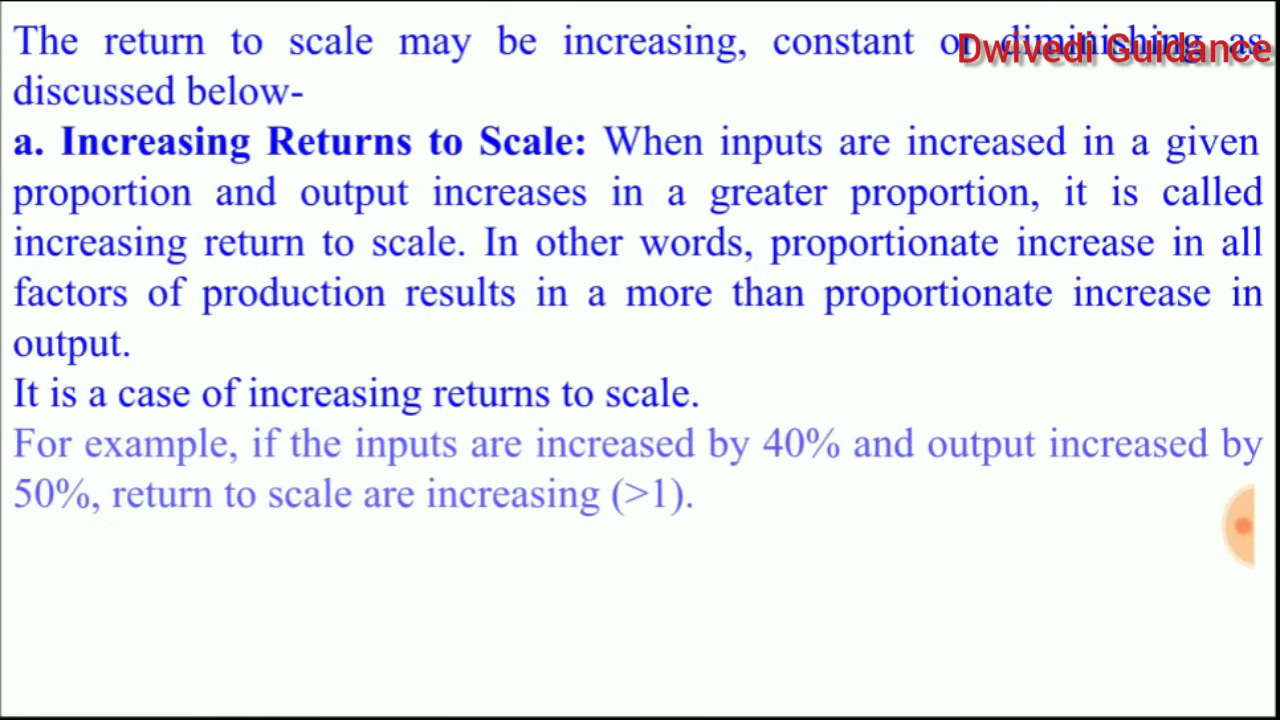 The return to scale may be increasing, constant or diminishing as
Dwivedi Guidance
discussed below-
a. Increasing Returns to Scale: When inputs are increased in a given
proportion and output increases in a greater proportion, it is called
increasing return to scale. In other words, proportionate increase in all
factors of production results in a more than proportionate increase in
output.
It is a case of increasing returns to scale.
For example, if the inputs are increased by 40% and output increased by
50%, return to scale are increasing (>1).